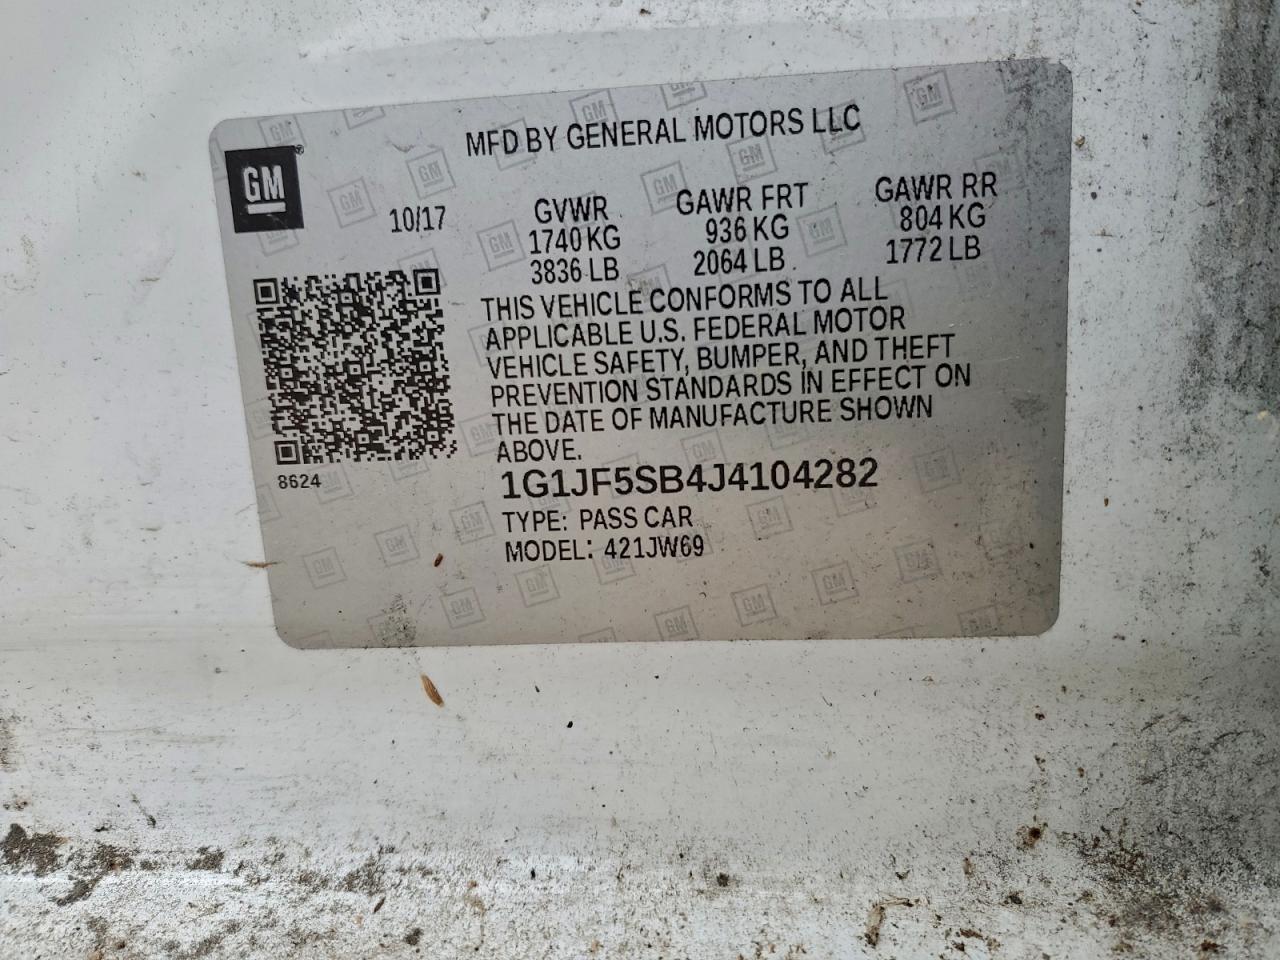 MFD BY GENERAL MOTORS LLC
GM®
10/17
GVWR GAWR FRT GAWR RR
1740 KG 936 KG 804 KG
3836 LB 2064 LB 1772 LB
THIS VEHICLE CONFORMS TO ALL
APPLICABLE U.S. FEDERAL MOTOR
VEHICLE SAFETY, BUMPER, AND THEFT
PREVENTION STANDARDS IN EFFECT ON
THE DATE OF MANUFACTURE SHOWN
ABOVE.
8624
1G1JF5SB4J4104282
TYPE: PASS CAR
MODEL: 421JW69